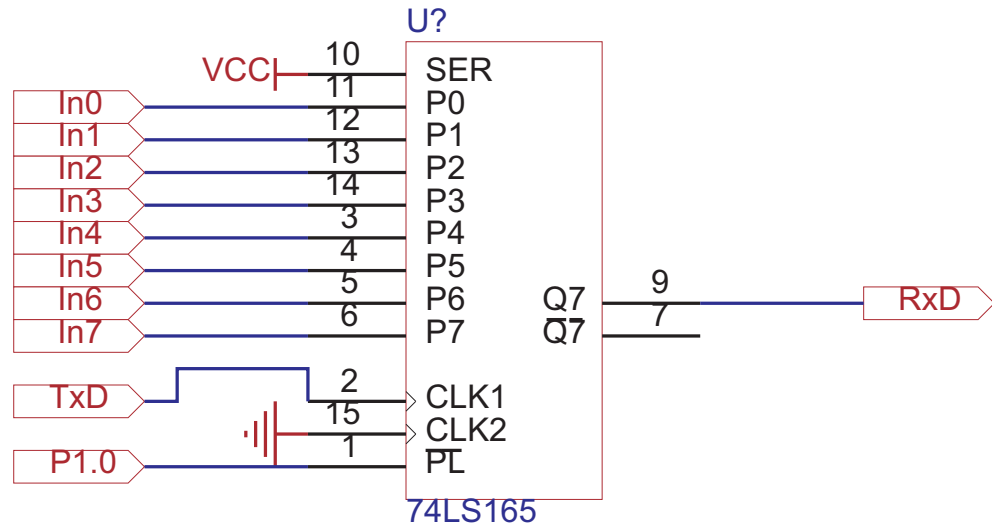 U?
VCC 10 SER
In0 11 P0
In1 12 P1
In2 13 P2
In3 14 P3
In4 3 P4
In5 4 P5
In6 5 P6 Q7 9 RxD
In7 6 P7 Q7 7
TxD 2 CLK1
15 CLK2
P1.0 1 PL
74LS165